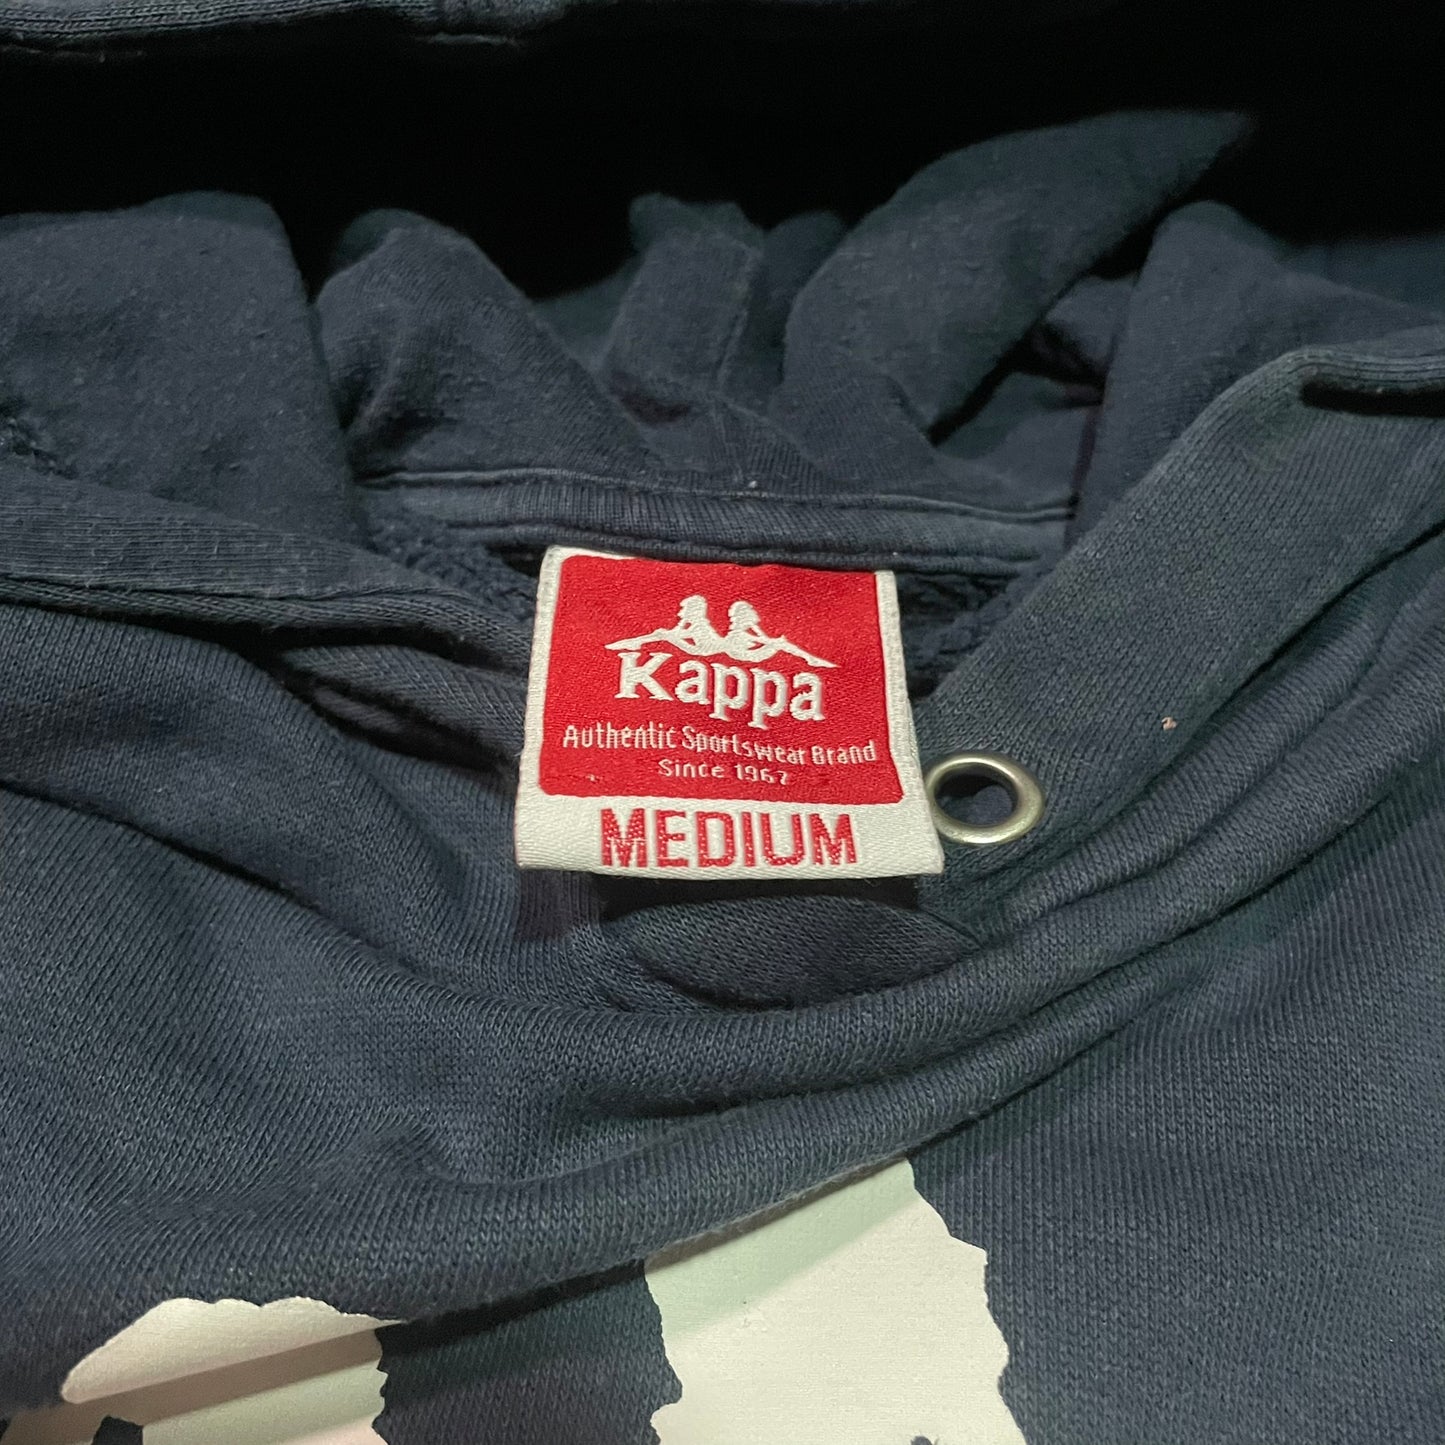 Kappa
Authentic Sportswear Brand
Since 1967
MEDIUM